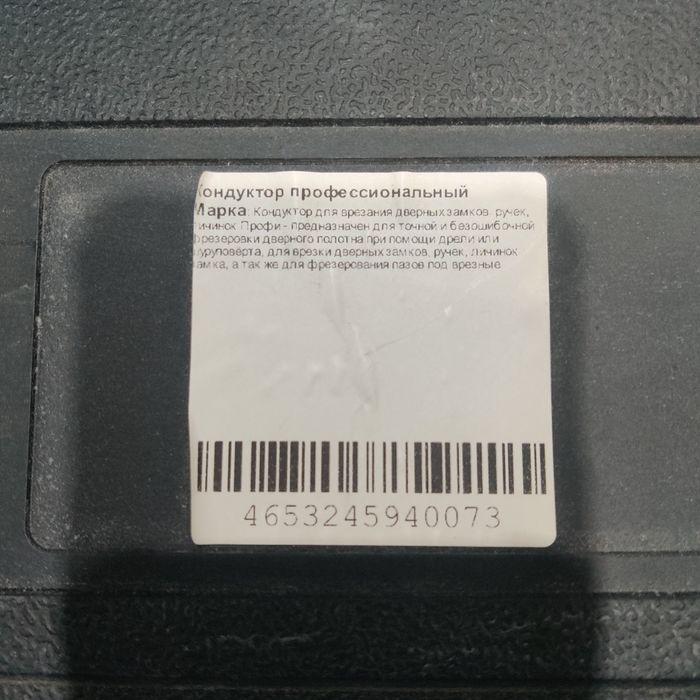 Кондуктор профессиональный
Марка: Кондуктор для врезания дверных замков, ручек,
личинок Профи - предназначен для точной и безошибочной
фрезеровки дверного полотна при помощи дрели или
шуруповёрта, для врезки дверных замков, ручек, личинок
замка, а так же для фрезерования пазов под врезные
4653245940073